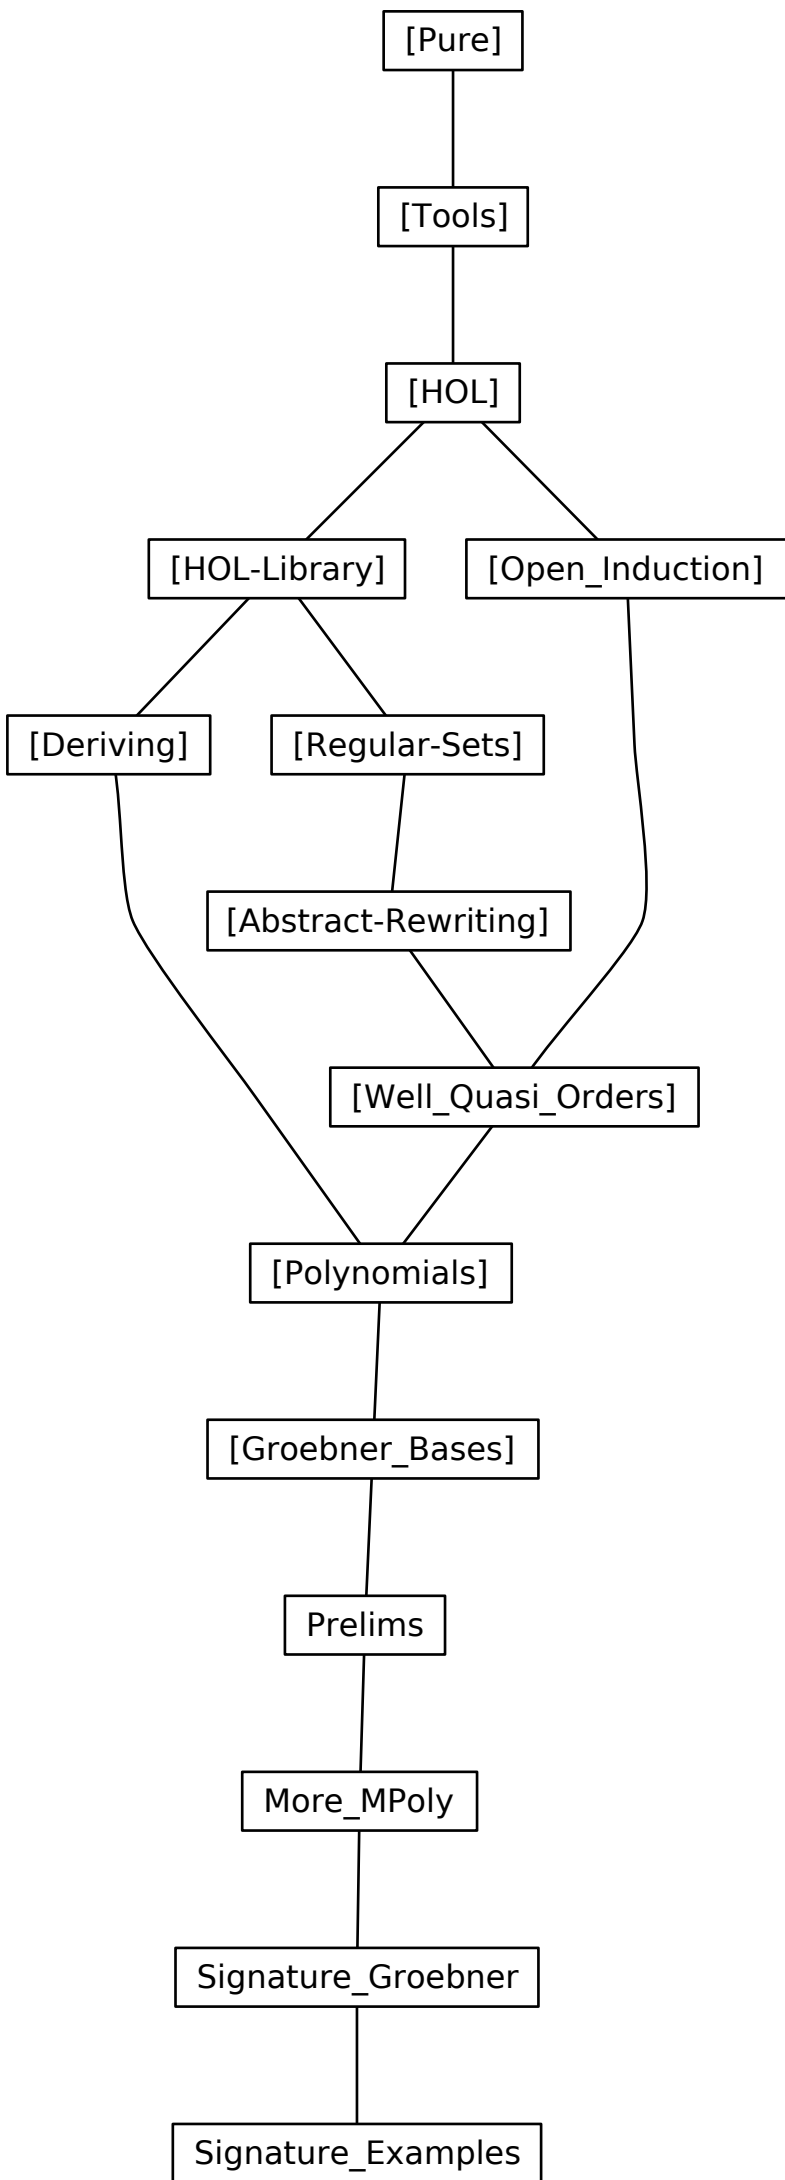 [Pure]
[Tools]
[HOL]
[HOL-Library]
[Open_Induction]
[Deriving]
[Regular-Sets]
[Abstract-Rewriting]
[Well_Quasi_Orders]
[Polynomials]
[Groebner_Bases]
Prelims
More_MPoly
Signature_Groebner
Signature_Examples